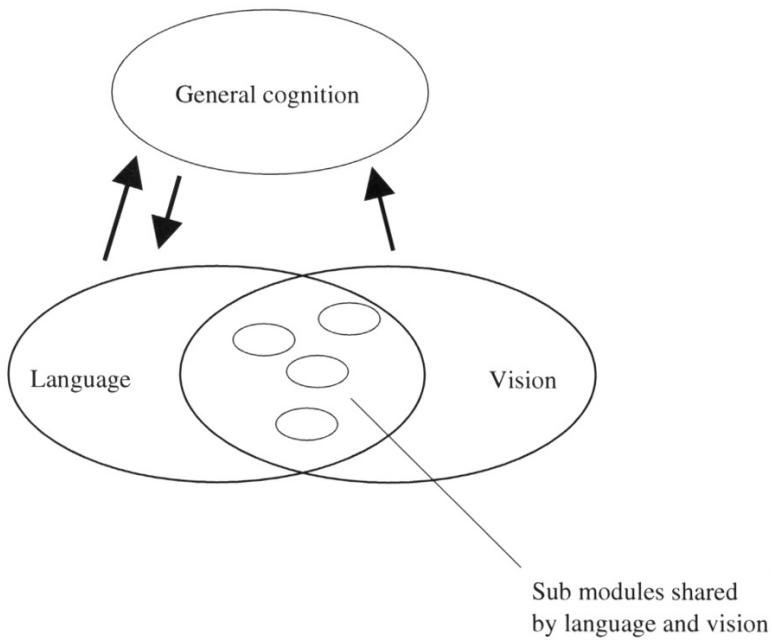 General cognition
Language
Vision
Sub modules shared
by language and vision